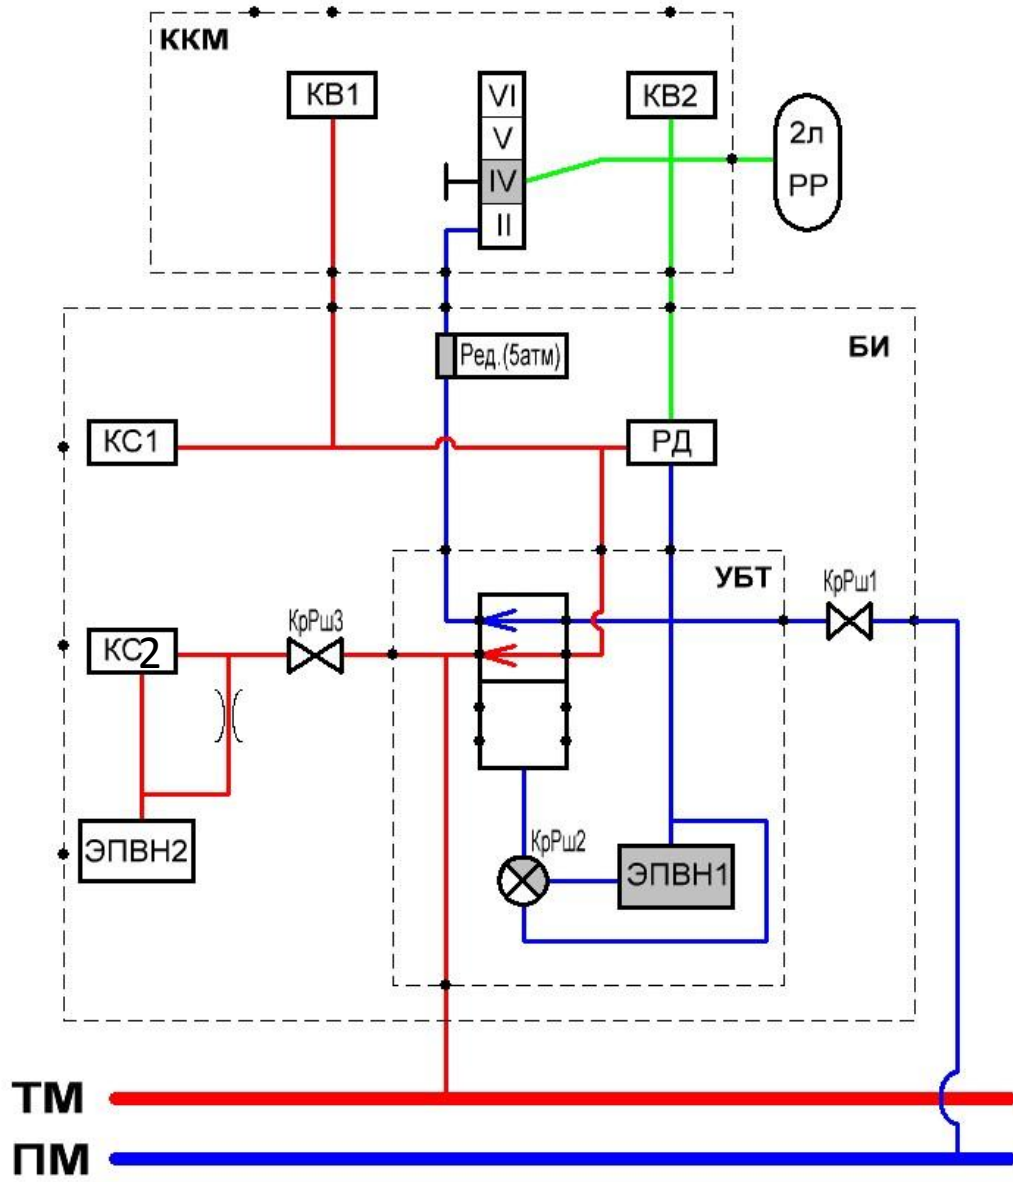 ККМ
КВ1
VI
V
IV
II
КВ2
2л
РР
БИ
Ред.(5атм)
КС1
РД
УБТ
КрРш1
КрРш3
КС2
КрРш2
ЭПВН2
ЭПВН1
ТМ
ПМ